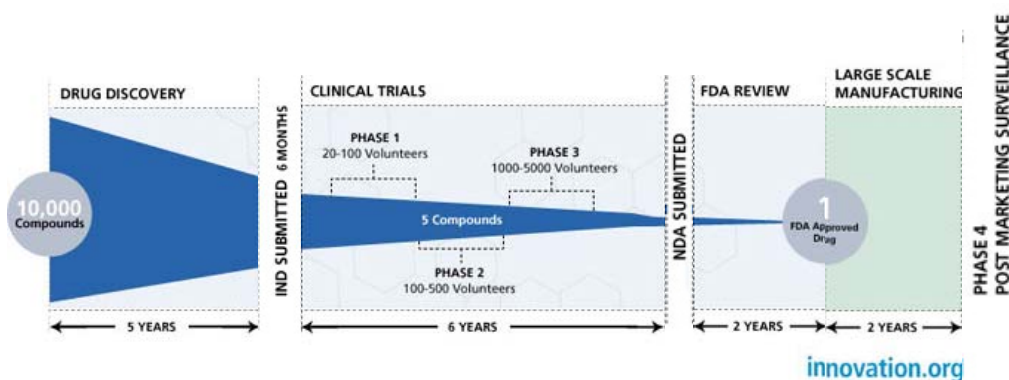 DRUG DISCOVERY
10,000
Compounds
5 YEARS
IND SUBMITTED 6 MONTHS
CLINICAL TRIALS
PHASE 1
20-100 Volunteers
PHASE 3
1000-5000 Volunteers
5 Compounds
PHASE 2
100-500 Volunteers
6 YEARS
NDA SUBMITTED
FDA REVIEW
1
FDA Approved
Drug
2 YEARS
LARGE SCALE
MANUFACTURING
2 YEARS
PHASE 4
POST MARKETING SURVEILLANCE
innovation.org